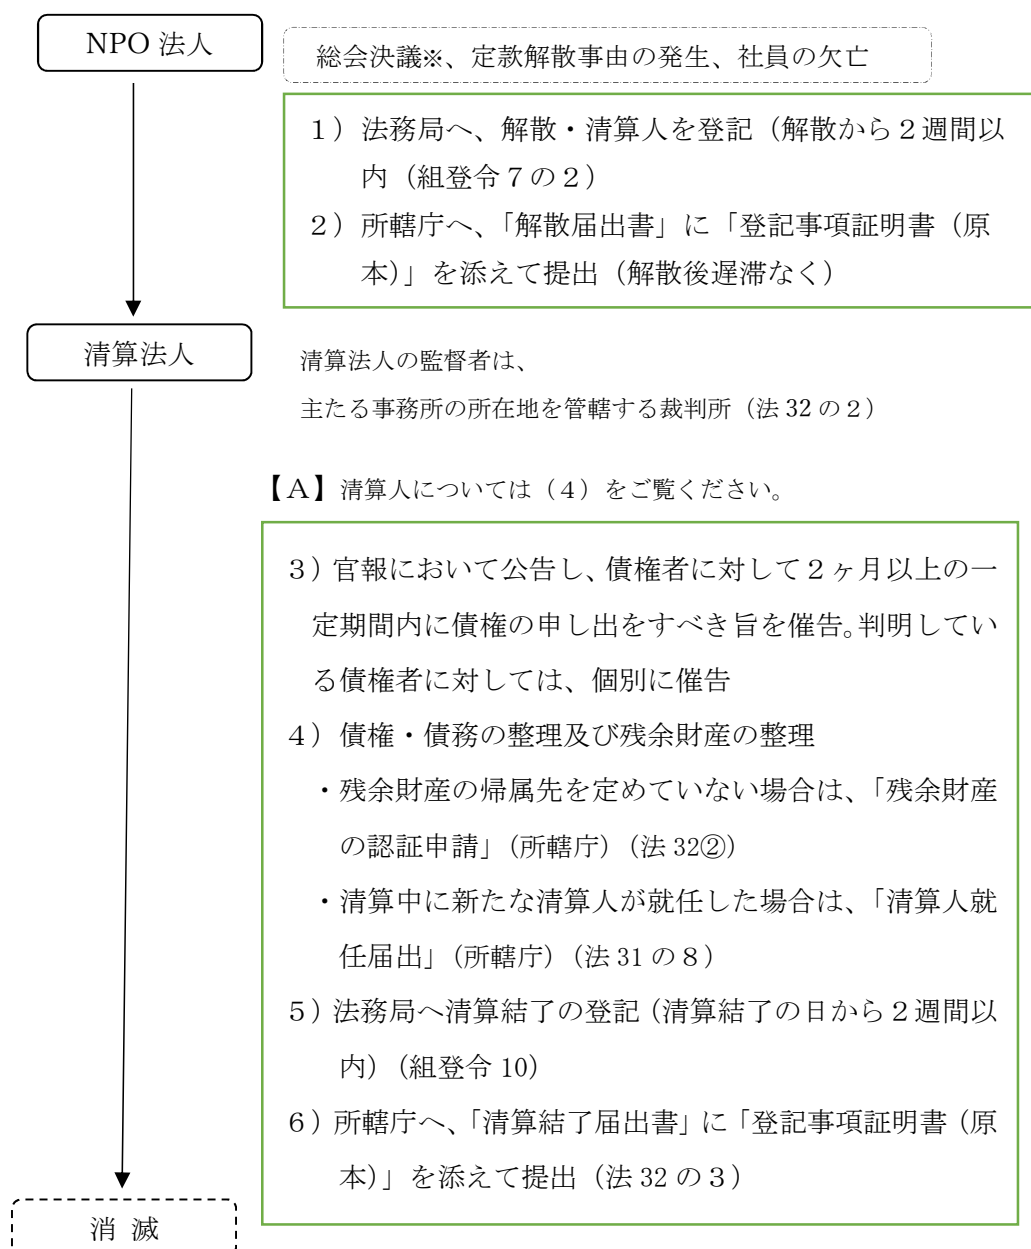 NPO 法人
総会決議※、定款解散事由の発生、社員の欠亡
１）法務局へ、解散・清算人を登記（解散から２週間以
内（組登令７の２）
２）所轄庁へ、「解散届出書」に「登記事項証明書（原
本）」を添えて提出（解散後遅滞なく）
清算法人
清算法人の監督者は、
主たる事務所の所在地を管轄する裁判所（法 32 の２）
【A】清算人については（４）をご覧ください。
３）官報において公告し、債権者に対して２ヶ月以上の一
定期間内に債権の申し出をすべき旨を催告。判明してい
る債権者に対しては、個別に催告
４）債権・債務の整理及び残余財産の整理
・残余財産の帰属先を定めていない場合は、「残余財産
の認証申請」（所轄庁）（法 32②）
・清算中に新たな清算人が就任した場合は、「清算人就
任届出」（所轄庁）（法 31 の８）
５）法務局へ清算結了の登記（清算結了の日から２週間以
内）（組登令 10）
６）所轄庁へ、「清算結了届出書」に「登記事項証明書（原
本）」を添えて提出（法 32 の３）
消 滅